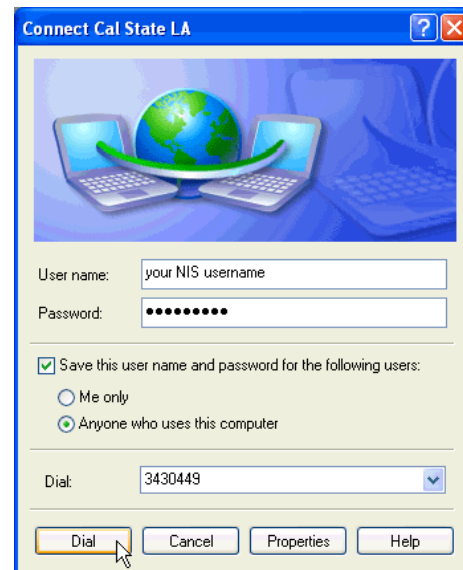 Connect Cal State LA
User name: your NIS username
Password: •••••••••
Save this user name and password for the following users:
Me only
Anyone who uses this computer
Dial: 3430449
Dial Cancel Properties Help